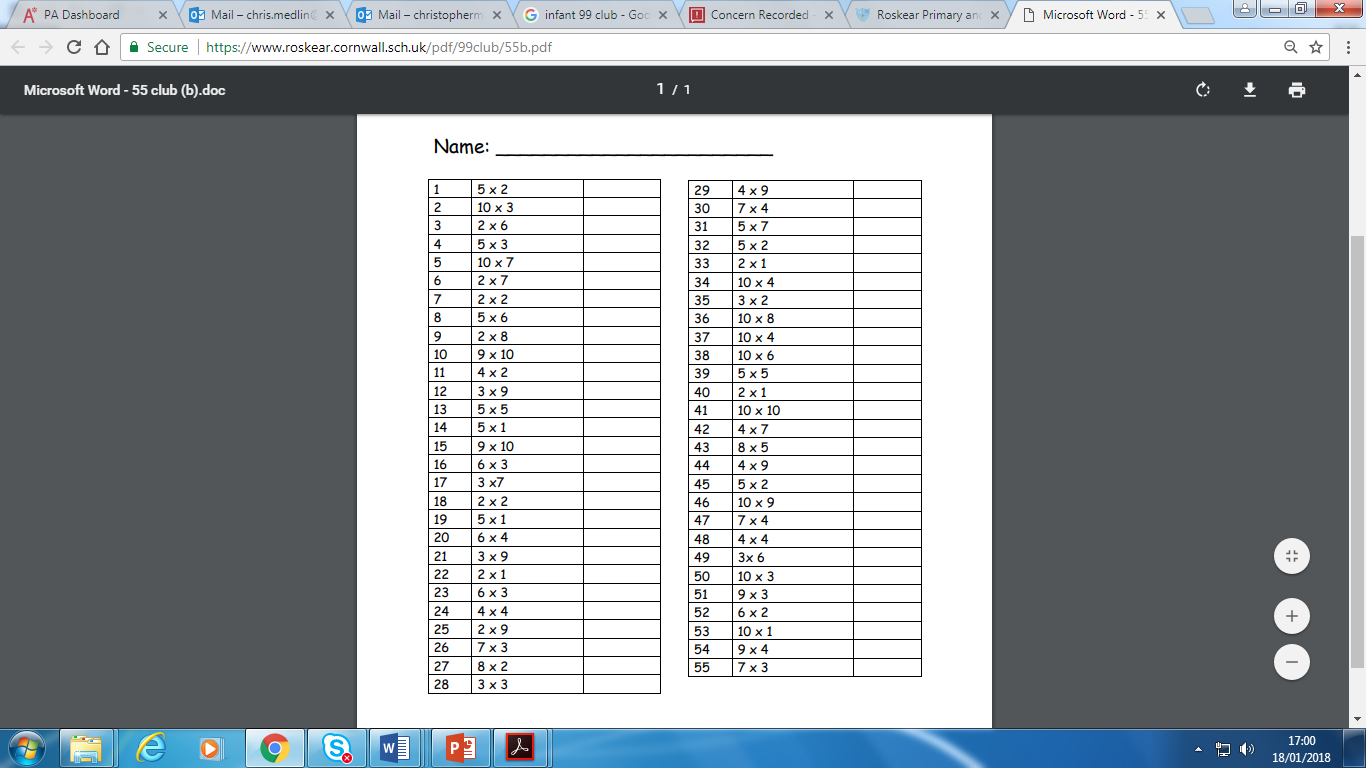 PA Dashboard
Mail – chris.medlin@
Mail – christopherm
infant 99 club - Goo
Concern Recorded -
Roskear Primary and
Microsoft Word - 55
Secure https://www.roskear.cornwall.sch.uk/pdf/99club/55b.pdf
Microsoft Word - 55 club (b).doc
1 / 1
Name: _______________________
1 5 x 2
2 10 x 3
3 2 x 6
4 5 x 3
5 10 x 7
6 2 x 7
7 2 x 2
8 5 x 6
9 2 x 8
10 9 x 10
11 4 x 2
12 3 x 9
13 5 x 5
14 5 x 1
15 9 x 10
16 6 x 3
17 3 x7
18 2 x 2
19 5 x 1
20 6 x 4
21 3 x 9
22 2 x 1
23 6 x 3
24 4 x 4
25 2 x 9
26 7 x 3
27 8 x 2
28 3 x 3
29 4 x 9
30 7 x 4
31 5 x 7
32 5 x 2
33 2 x 1
34 10 x 4
35 3 x 2
36 10 x 8
37 10 x 4
38 10 x 6
39 5 x 5
40 2 x 1
41 10 x 10
42 4 x 7
43 8 x 5
44 4 x 9
45 5 x 2
46 10 x 9
47 7 x 4
48 4 x 4
49 3x 6
50 10 x 3
51 9 x 3
52 6 x 2
53 10 x 1
54 9 x 4
55 7 x 3
17:00
18/01/2018